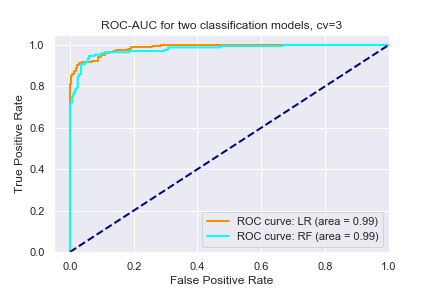 ROC-AUC for two classification models, cv=3
True Positive Rate
1.0
0.8
0.6
0.4
0.2
0.0
ROC curve: LR (area = 0.99)
ROC curve: RF (area = 0.99)
0.0 0.2 0.4 0.6 0.8 1.0
False Positive Rate